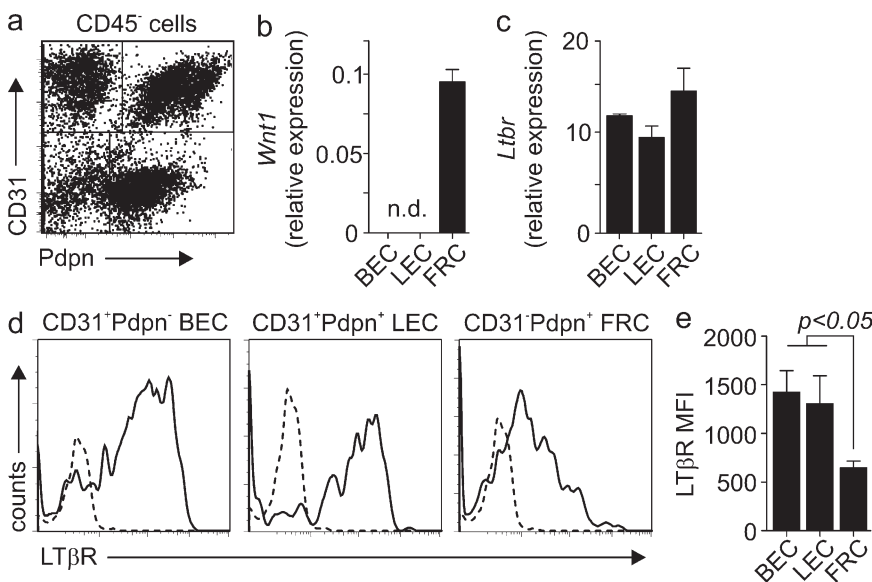 a
CD45⁻ cells
CD31
Pdpn
b
Wnt1
(relative expression)
0.1
0.05
0
n.d.
BEC
LEC
FRC
c
Ltbr
(relative expression)
20
10
0
BEC
LEC
FRC
d
CD31⁺Pdpn⁻ BEC
CD31⁺Pdpn⁺ LEC
CD31⁻Pdpn⁺ FRC
counts
LTβR
e
p<0.05
LTβR MFI
2000
1500
1000
500
0
BEC
LEC
FRC